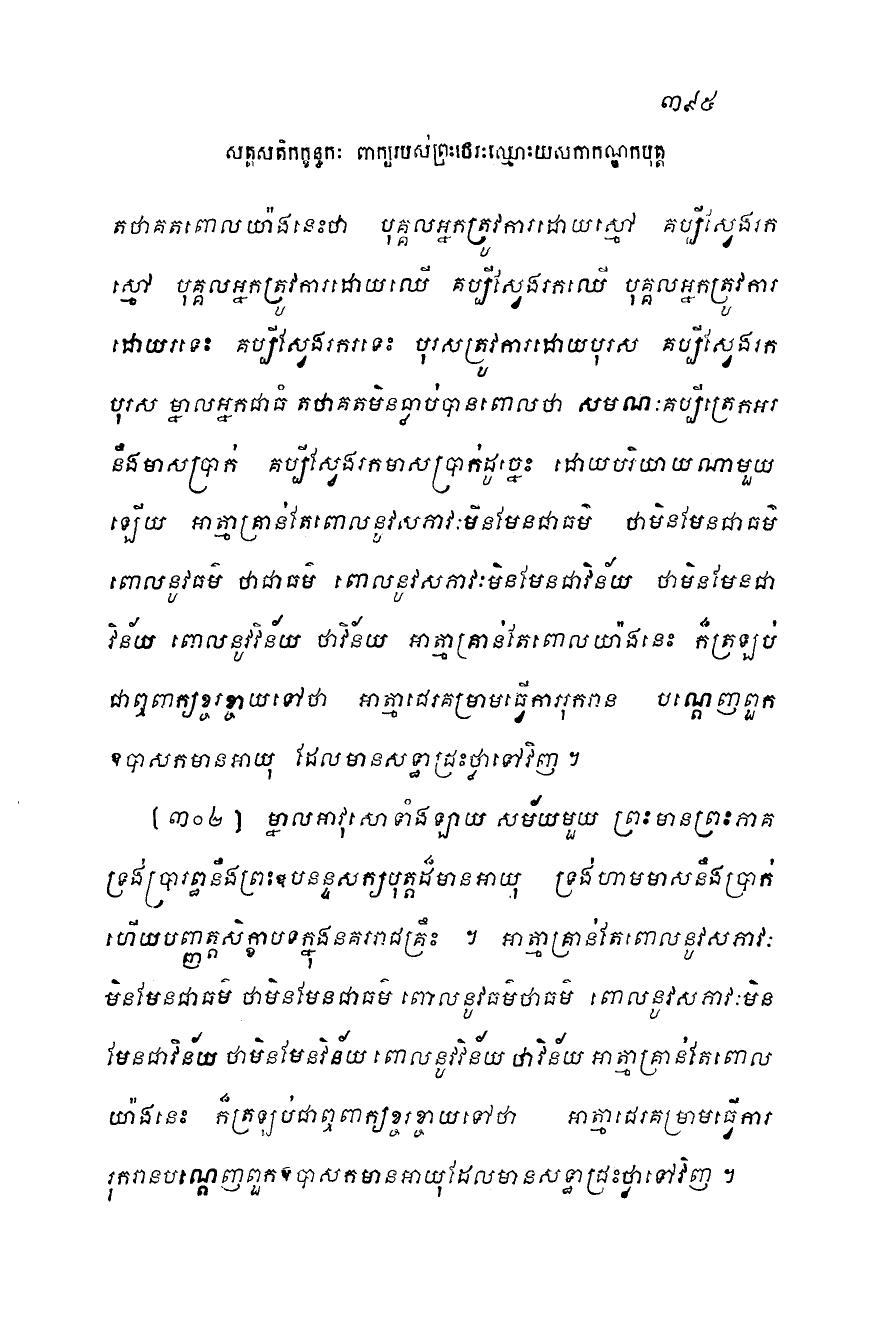 ៣៩៥
សត្តសតិកក្ខន្ធកៈ ពាក្យរបស់ព្រះថេរៈឈ្មោះយសកាកណ្ឌកបុត្ត
តថាគតពោលយ៉ាងនេះថា បុគ្គលអ្នកត្រូវការដោយស្មៅ គប្បីស្វែងរក
ស្មៅ បុគ្គលអ្នកត្រូវការដោយឈើ គប្បីស្វែងរកឈើ បុគ្គលអ្នកត្រូវការ
ដោយរទេះ គប្បីស្វែងរករទេះ បុរសត្រូវការដោយបុរស គប្បីស្វែងរក
បុរស ម្នាលអ្នកជាធំ តថាគតមិនធ្លាប់បានពោលថា សមណៈគប្បីត្រេកអរ
នឹងមាសប្រាក់ គប្បីស្វែងរកមាសប្រាក់ដូច្នេះ ដោយបរិយាយណាមួយ
ឡើយ អាត្មាគ្រាន់តែពោលនូវសភាវៈមិនមែនជាធម៌ ថាមិនមែនជាធម៌
ពោលនូវធម៌ ថាជាធម៌ ពោលនូវសភាវៈមិនមែនជាវិន័យ ថាមិនមែនជា
វិន័យ ពោលនូវវិន័យ ថាវិន័យ អាត្មាគ្រាន់តែពោលយ៉ាងនេះ ក៏ត្រឡប់
ជាឮពាក្យខ្ចរខ្ចាយទៅថា អាត្មាជេរគម្រាមធ្វើការរុករាន បណ្តេញពួក
ឧបាសកមានអាយុ ដែលមានសទ្ធាជ្រះថ្លាទៅវិញ ។
[៣០២] ម្នាលអាវុសោទាំងឡាយ សម័យមួយ ព្រះមានព្រះភាគ
ទ្រង់ប្រារព្ធនឹងព្រះឧបនន្ទសក្យបុត្តដ៏មានអាយុ ទ្រង់ហាមមាសនឹងប្រាក់
ហើយបញ្ញត្តសិក្ខាបទក្នុងនគររាជគ្រឹះ ។ អាត្មាគ្រាន់តែពោលនូវសភាវៈ
មិនមែនជាធម៌ ថាមិនមែនជាធម៌ ពោលនូវធម៌ថាធម៌ ពោលនូវសភាវៈមិន
មែនជាវិន័យ ថាមិនមែនវិន័យ ពោលនូវវិន័យ ថាវិន័យ អាត្មាគ្រាន់តែពោល
យ៉ាងនេះ ក៏ត្រឡប់ជាឮពាក្យខ្ចរខ្ចាយទៅថា អាត្មាជេរគម្រាមធ្វើការ
រុករានបណ្តេញពួកឧបាសកមានអាយុដែលមានសទ្ធាជ្រះថ្លាទៅវិញ ។